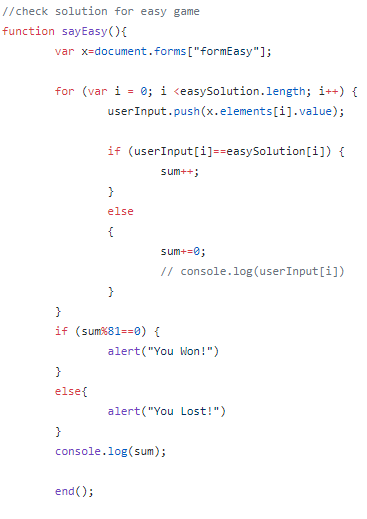 //check solution for easy game
function sayEasy(){
var x=document.forms["formEasy"];
for (var i = 0; i <easySolution.length; i++) {
userInput.push(x.elements[i].value);
if (userInput[i]==easySolution[i]) {
sum++;
}
else
{
sum+=0;
// console.log(userInput[i])
}
}
if (sum%81==0) {
alert("You Won!")
}
else{
alert("You Lost!")
}
console.log(sum);
end();